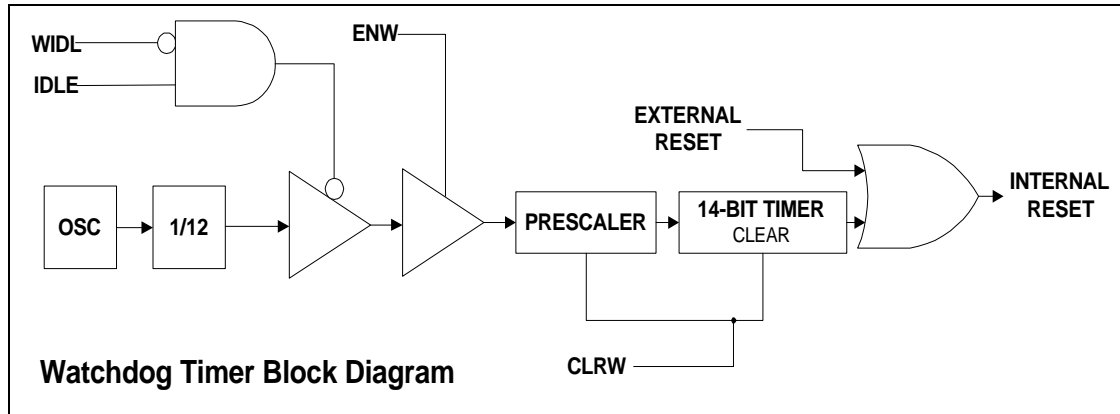 WIDL
IDLE
ENW
EXTERNAL
RESET
OSC
1/12
PRESCALER
14-BIT TIMER
CLEAR
INTERNAL
RESET
CLRW
Watchdog Timer Block Diagram